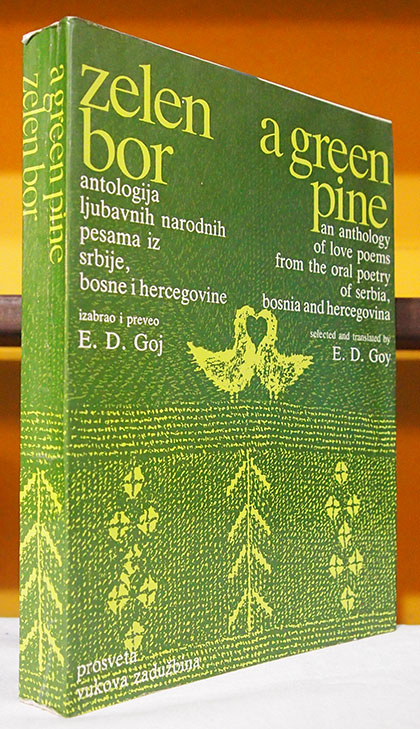 a green pine
zelen bor
zelen
bor
antologija
ljubavnih narodnih
pesama iz
srbije,
bosne i hercegovine
izabrao i preveo
E. D. Goj
a green
pine
an anthology
of love poems
from the oral poetry
of serbia,
bosnia and hercegovina
selected and translated by
E. D. Goy
prosveta
vukova zadužbina